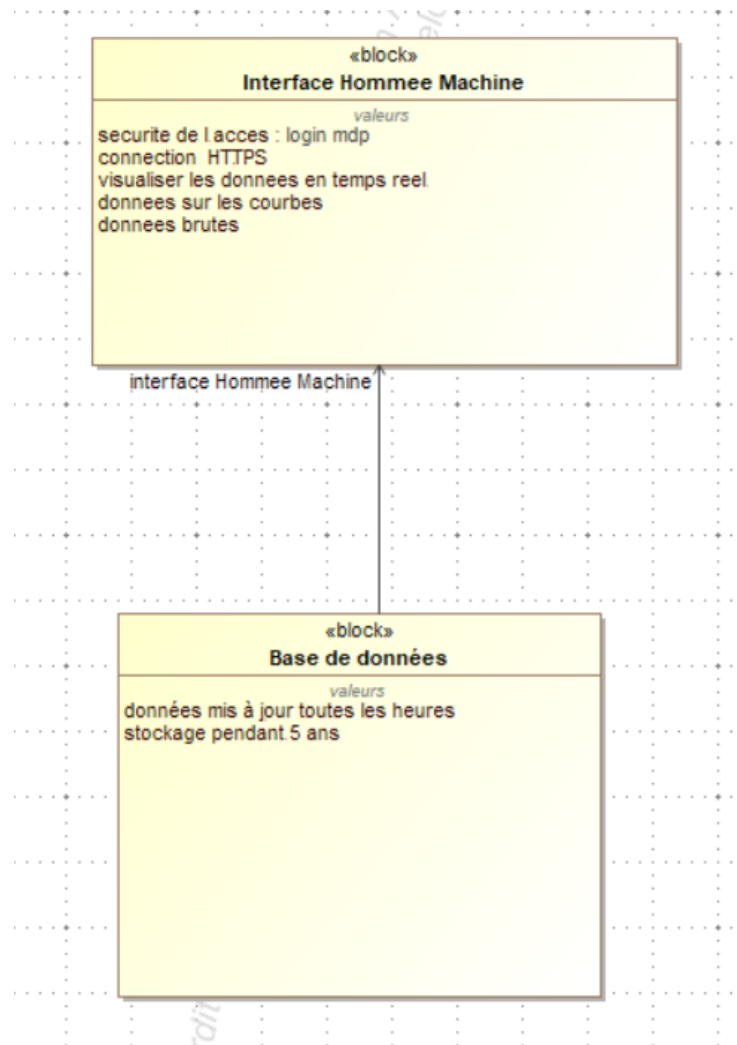 «block»
Interface Hommee Machine
valeurs
securite de l.acces : login mdp
connection HTTPS
visualiser les donnees en temps reel.
donnees sur les courbes
donnees brutes
interface Hommee Machine
«block»
Base de données
valeurs
données mis à jour toutes les heures
stockage pendant.5 ans